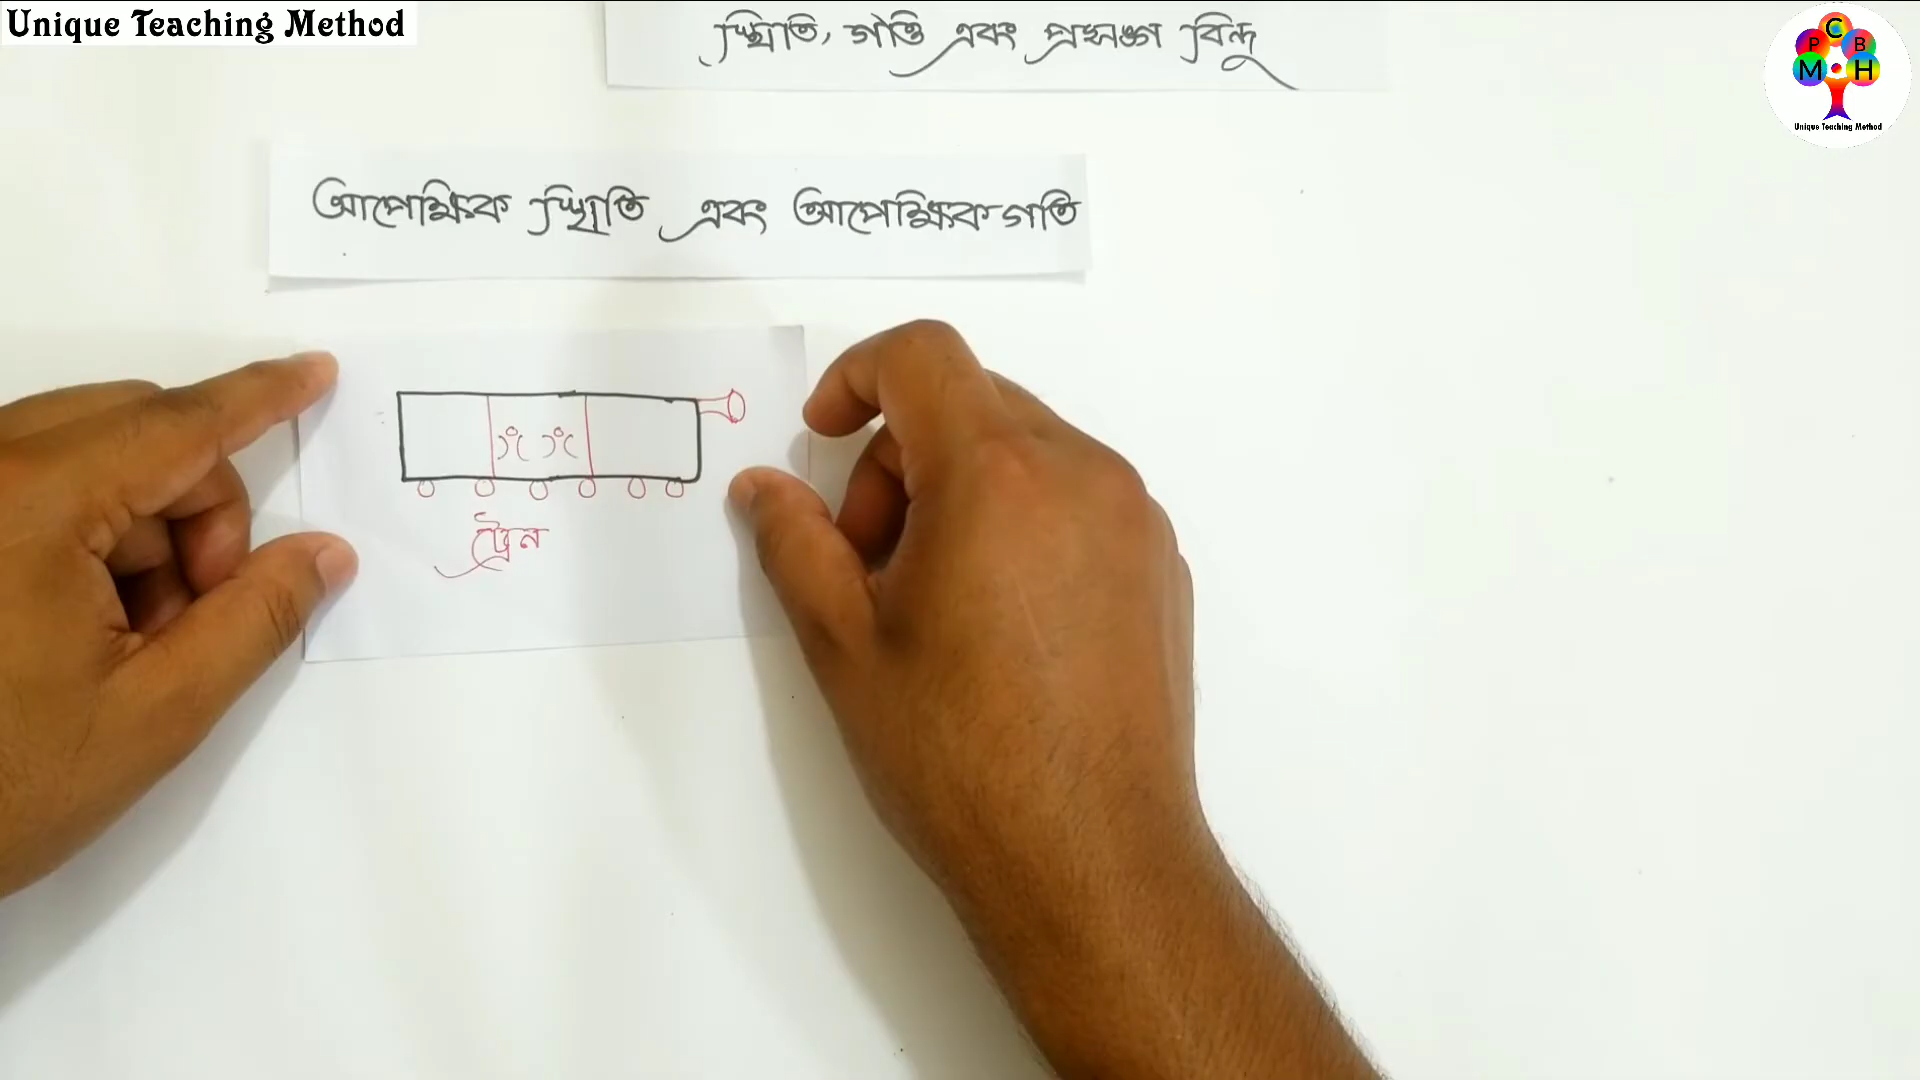 Unique Teaching Method
স্থিতি, গতি এবং প্রসঙ্গ বিন্দু
C
P B
M H
Unique Teaching Method
আপেক্ষিক স্থিতি এবং আপেক্ষিক গতি
ট্রেন